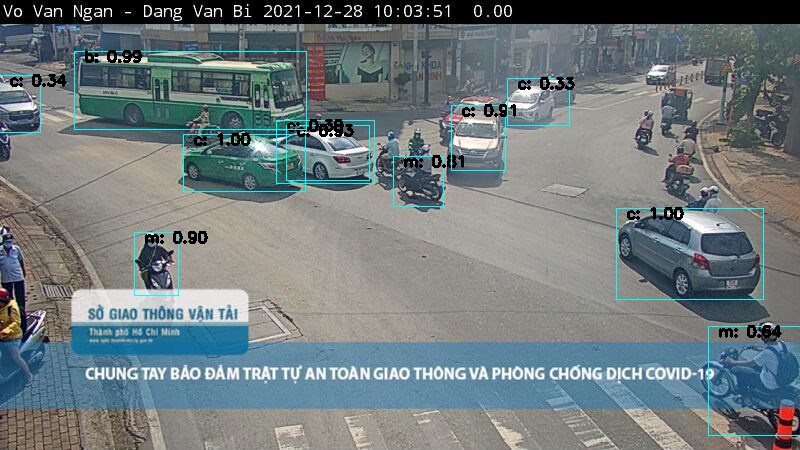 Vo Van Ngan - Dang Van Bi 2021-12-28 10:03:51 0.00
b: 0.99
c: 0.34
c: 0.33
c: 0.91
c: 0.93
c: 1.00
m: 0.81
c: 1.00
m: 0.90
SỞ GIAO THÔNG VẬN TẢI
Thành phố Hồ Chí Minh
m: 0.64
CHUNG TAY BẢO ĐẢM TRẬT TỰ AN TOÀN GIAO THÔNG VÀ PHÒNG CHỐNG DỊCH COVID-19